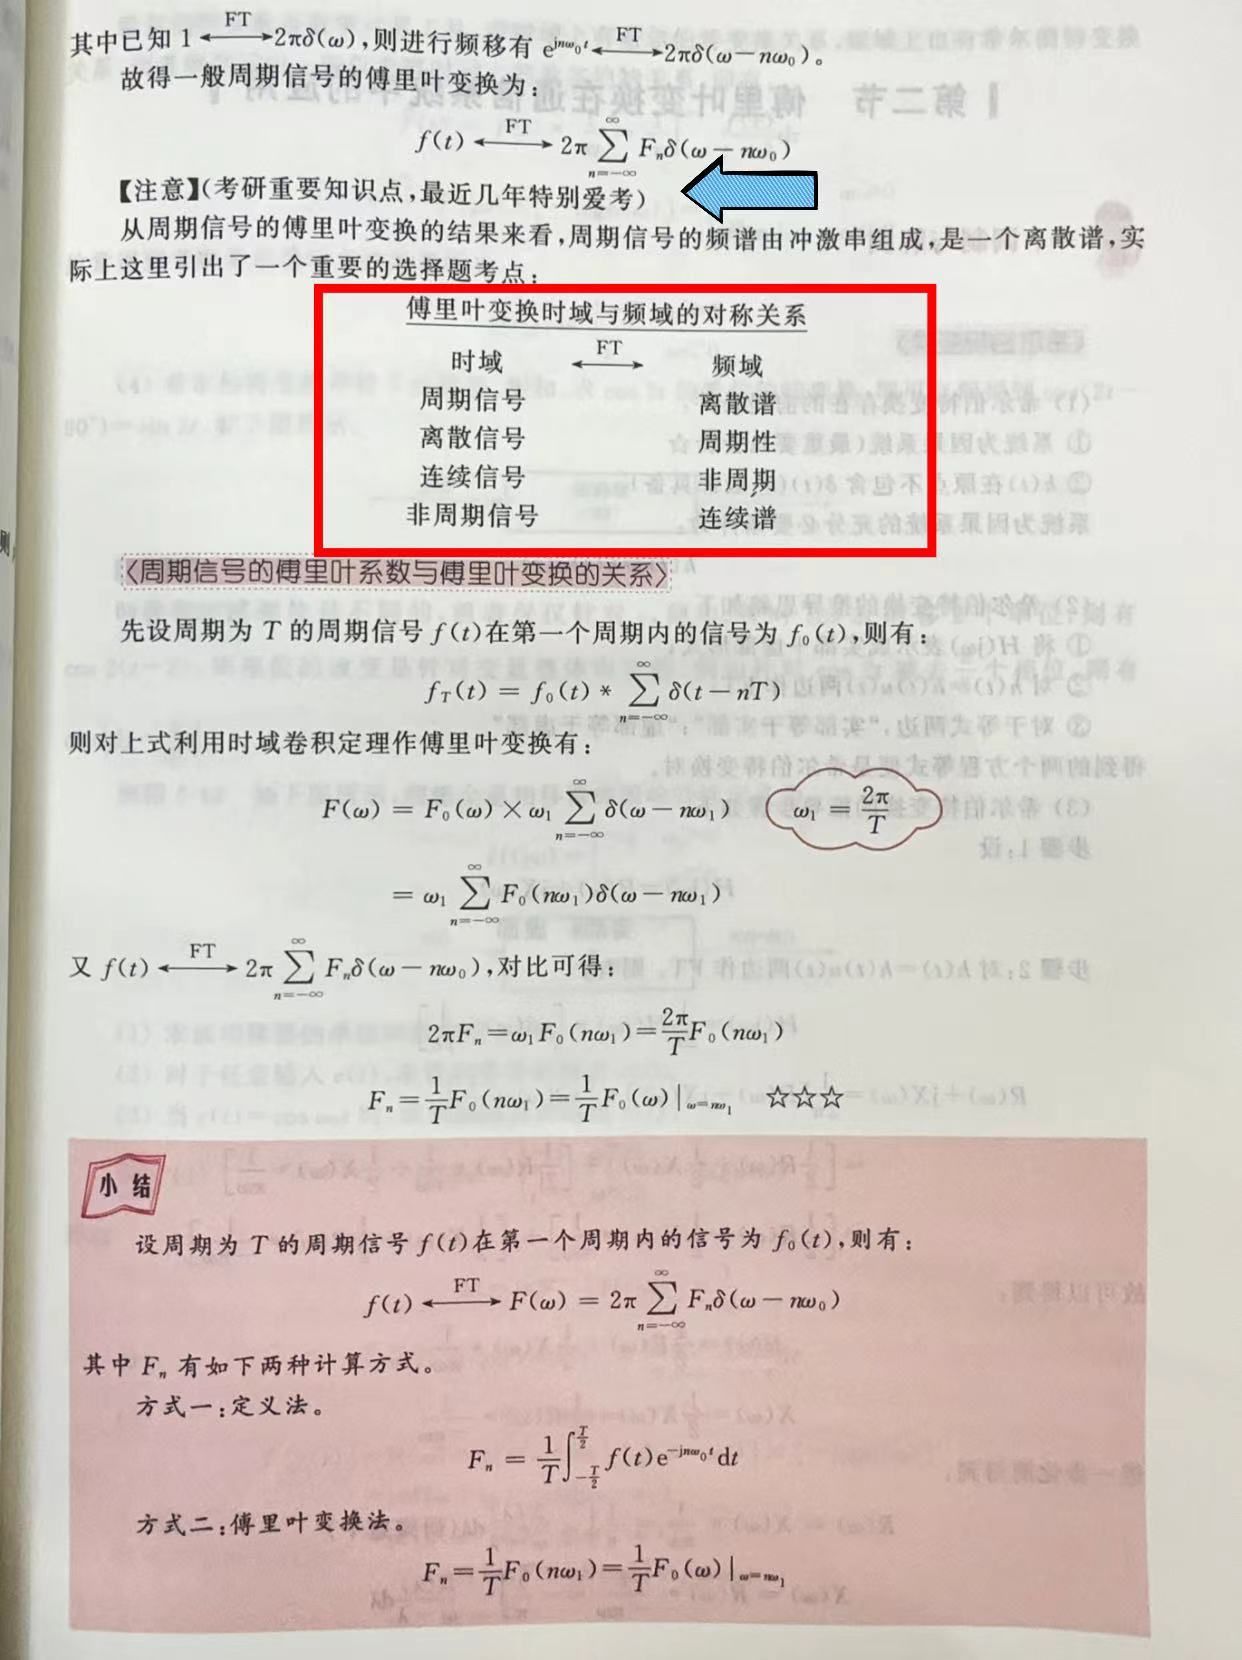 其中已知 1 ←FT→ 2πδ(ω),则进行频移有 e^{jnω₀t} ←FT→ 2πδ(ω−nω₀)。
故得一般周期信号的傅里叶变换为:
f(t) ←FT→ 2π ∑_{n=−∞}^{∞} Fₙδ(ω − nω₀)
【注意】(考研重要知识点,最近几年特别爱考)
从周期信号的傅里叶变换的结果来看,周期信号的频谱由冲激串组成,是一个离散谱,实
际上这里引出了一个重要的选择题考点:
傅里叶变换时域与频域的对称关系
时域 ←FT→ 频域
周期信号 离散谱
离散信号 周期性
连续信号 非周期
非周期信号 连续谱
〈周期信号的傅里叶系数与傅里叶变换的关系〉
先设周期为 T 的周期信号 f(t)在第一个周期内的信号为 f₀(t),则有:
f_T(t) = f₀(t) * ∑_{n=−∞}^{∞} δ(t − nT)
则对上式利用时域卷积定理作傅里叶变换有:
F(ω) = F₀(ω) × ω₁ ∑_{n=−∞}^{∞} δ(ω − nω₁) ω₁ = 2π/T
= ω₁ ∑_{n=−∞}^{∞} F₀(nω₁)δ(ω − nω₁)
又 f(t) ←FT→ 2π ∑_{n=−∞}^{∞} Fₙδ(ω − nω₀),对比可得:
2πFₙ=ω₁F₀(nω₁)=2π/T F₀(nω₁)
Fₙ=1/T F₀(nω₁)=1/T F₀(ω)|_{ω=nω₁} ☆☆☆
小结
设周期为 T 的周期信号 f(t)在第一个周期内的信号为 f₀(t),则有:
f(t) ←FT→ F(ω) = 2π ∑_{n=−∞}^{∞} Fₙδ(ω − nω₀)
其中 Fₙ 有如下两种计算方式。
方式一:定义法。
Fₙ = 1/T ∫_{−T/2}^{T/2} f(t)e^{−jnω₀t}dt
方式二:傅里叶变换法。
Fₙ=1/T F₀(nω₁)=1/T F₀(ω)|_{ω=nω₁}